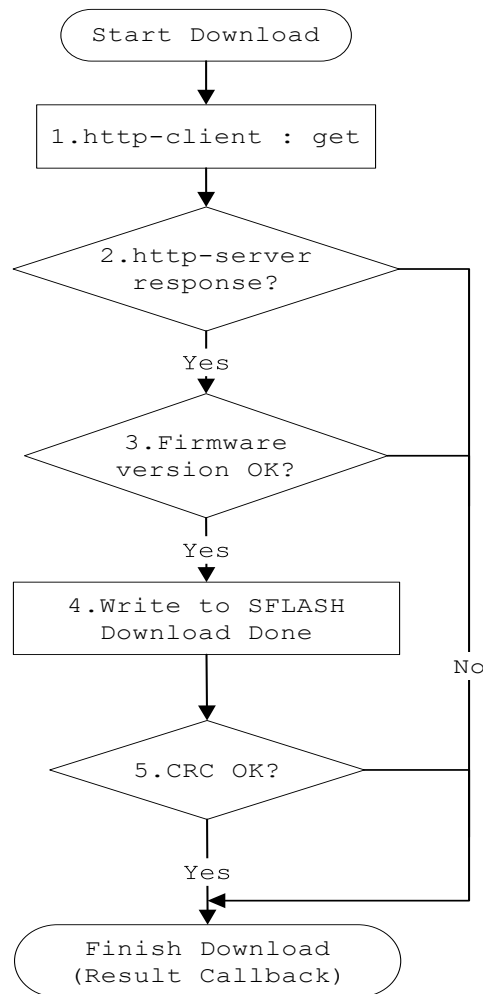 Start Download
1.http-client : get
2.http-server
response?
Yes
3.Firmware
version OK?
Yes
4.Write to SFLASH
Download Done
No
5.CRC OK?
Yes
Finish Download
(Result Callback)